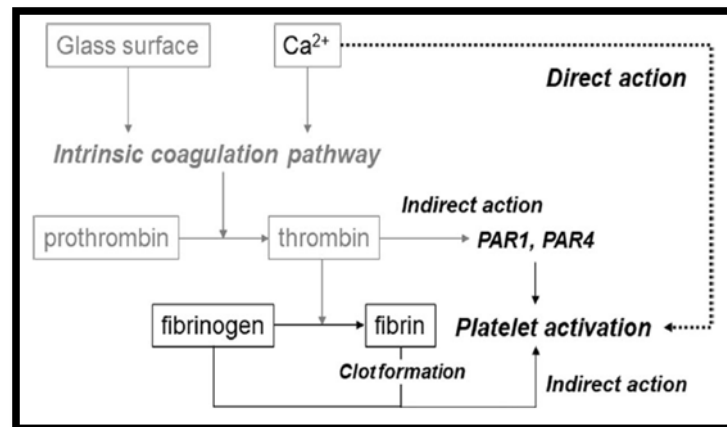 Glass surface
Ca²⁺
Direct action
Intrinsic coagulation pathway
Indirect action
prothrombin
thrombin
PAR1, PAR4
fibrinogen
fibrin
Platelet activation
Clot formation
Indirect action